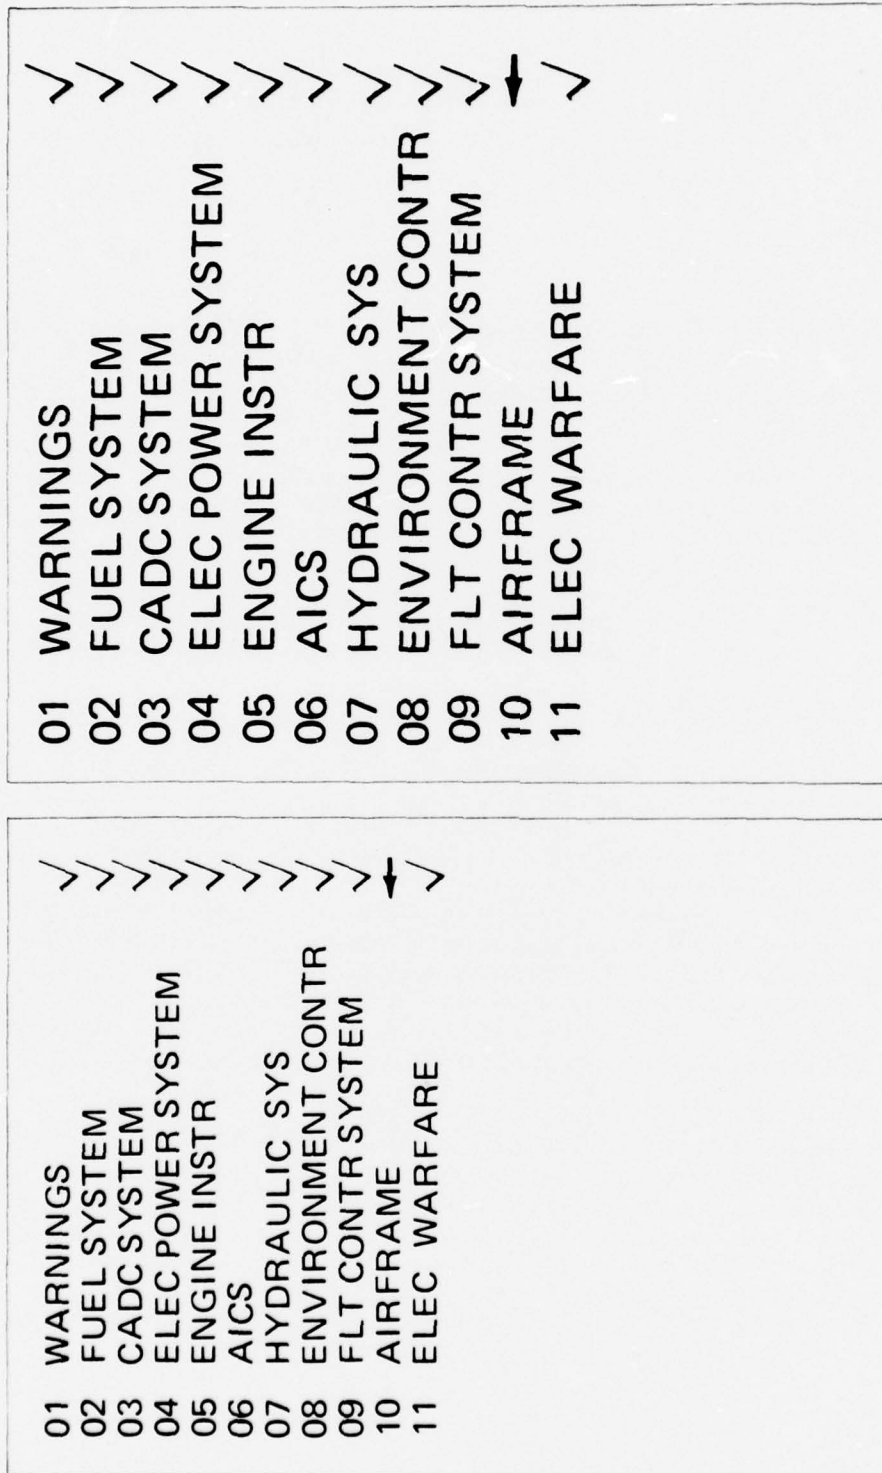 01 WARNINGS ✓
02 FUEL SYSTEM ✓
03 CADC SYSTEM ✓
04 ELEC POWER SYSTEM ✓
05 ENGINE INSTR ✓
06 AICS ✓
07 HYDRAULIC SYS ✓
08 ENVIRONMENT CONTR ✓
09 FLT CONTR SYSTEM ✓
10 AIRFRAME ←
11 ELEC WARFARE ✓
01 WARNINGS ✓
02 FUEL SYSTEM ✓
03 CADC SYSTEM ✓
04 ELEC POWER SYSTEM ✓
05 ENGINE INSTR ✓
06 AICS ✓
07 HYDRAULIC SYS ✓
08 ENVIRONMENT CONTR ✓
09 FLT CONTR SYSTEM ✓
10 AIRFRAME ←
11 ELEC WARFARE ✓